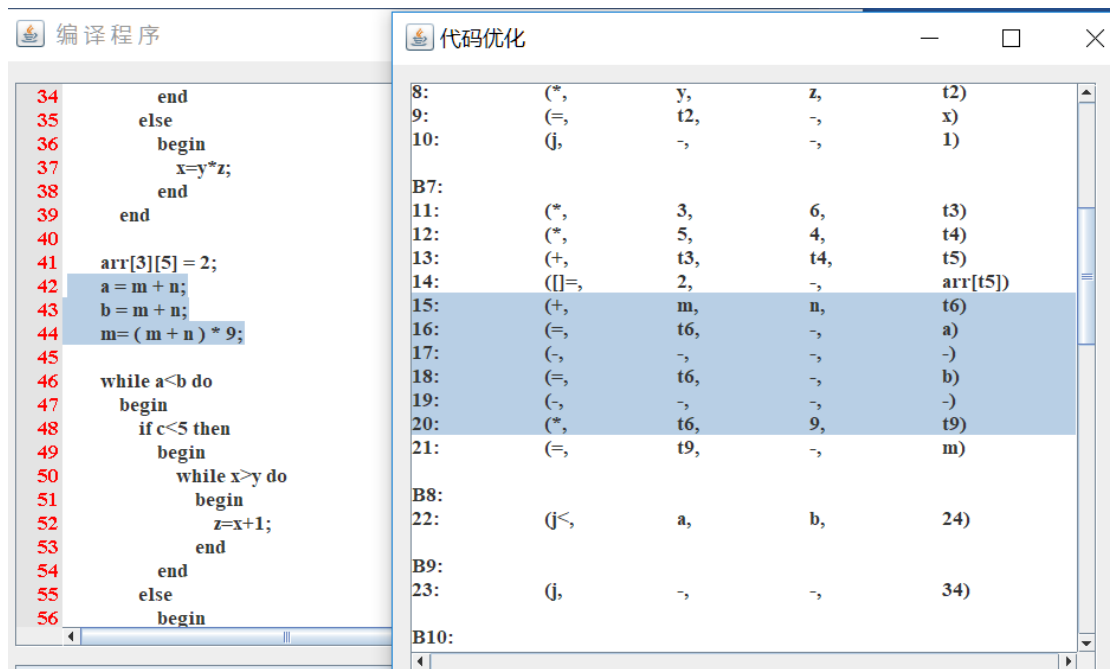 编译程序
34 end
35 else
36 begin
37 x=y*z;
38 end
39 end
40
41 arr[3][5] = 2;
42 a = m + n;
43 b = m + n;
44 m= ( m + n ) * 9;
45
46 while a<b do
47 begin
48 if c<5 then
49 begin
50 while x>y do
51 begin
52 z=x+1;
53 end
54 end
55 else
56 begin
代码优化
8: (*, y, z, t2)
9: (=, t2, -, x)
10: (j, -, -, 1)
B7:
11: (*, 3, 6, t3)
12: (*, 5, 4, t4)
13: (+, t3, t4, t5)
14: ([]=, 2, -, arr[t5])
15: (+, m, n, t6)
16: (=, t6, -, a)
17: (-, -, -, -)
18: (=, t6, -, b)
19: (-, -, -, -)
20: (*, t6, 9, t9)
21: (=, t9, -, m)
B8:
22: (j<, a, b, 24)
B9:
23: (j, -, -, 34)
B10: